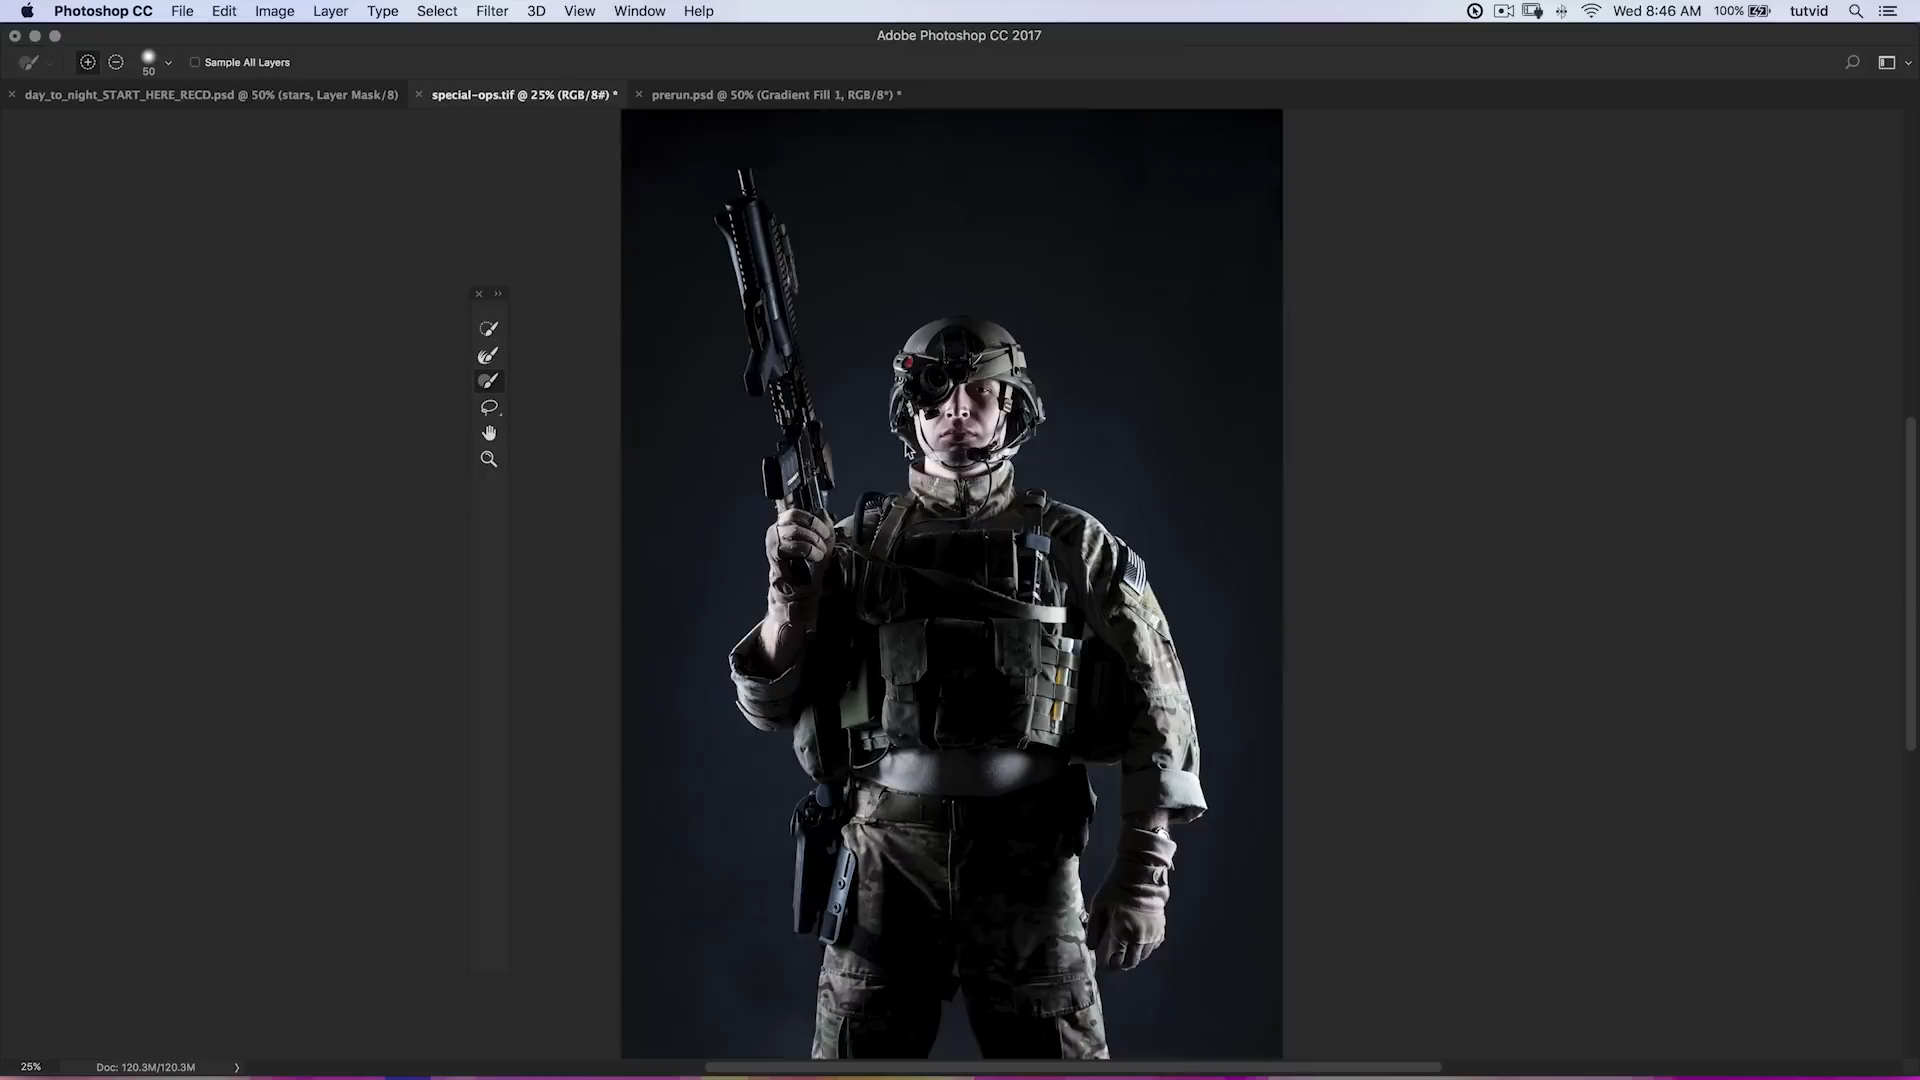 Photoshop CC File Edit Image Layer Type Select Filter 3D View Window Help Wed 8:46 AM 100% tutvid
Adobe Photoshop CC 2017
50 Sample All Layers
day_to_night_START_HERE_RECD.psd @ 50% (stars, Layer Mask/8) special-ops.tif @ 25% (RGB/8#) * prerun.psd @ 50% (Gradient Fill 1, RGB/8*) *
25% Doc: 120.3M/120.3M